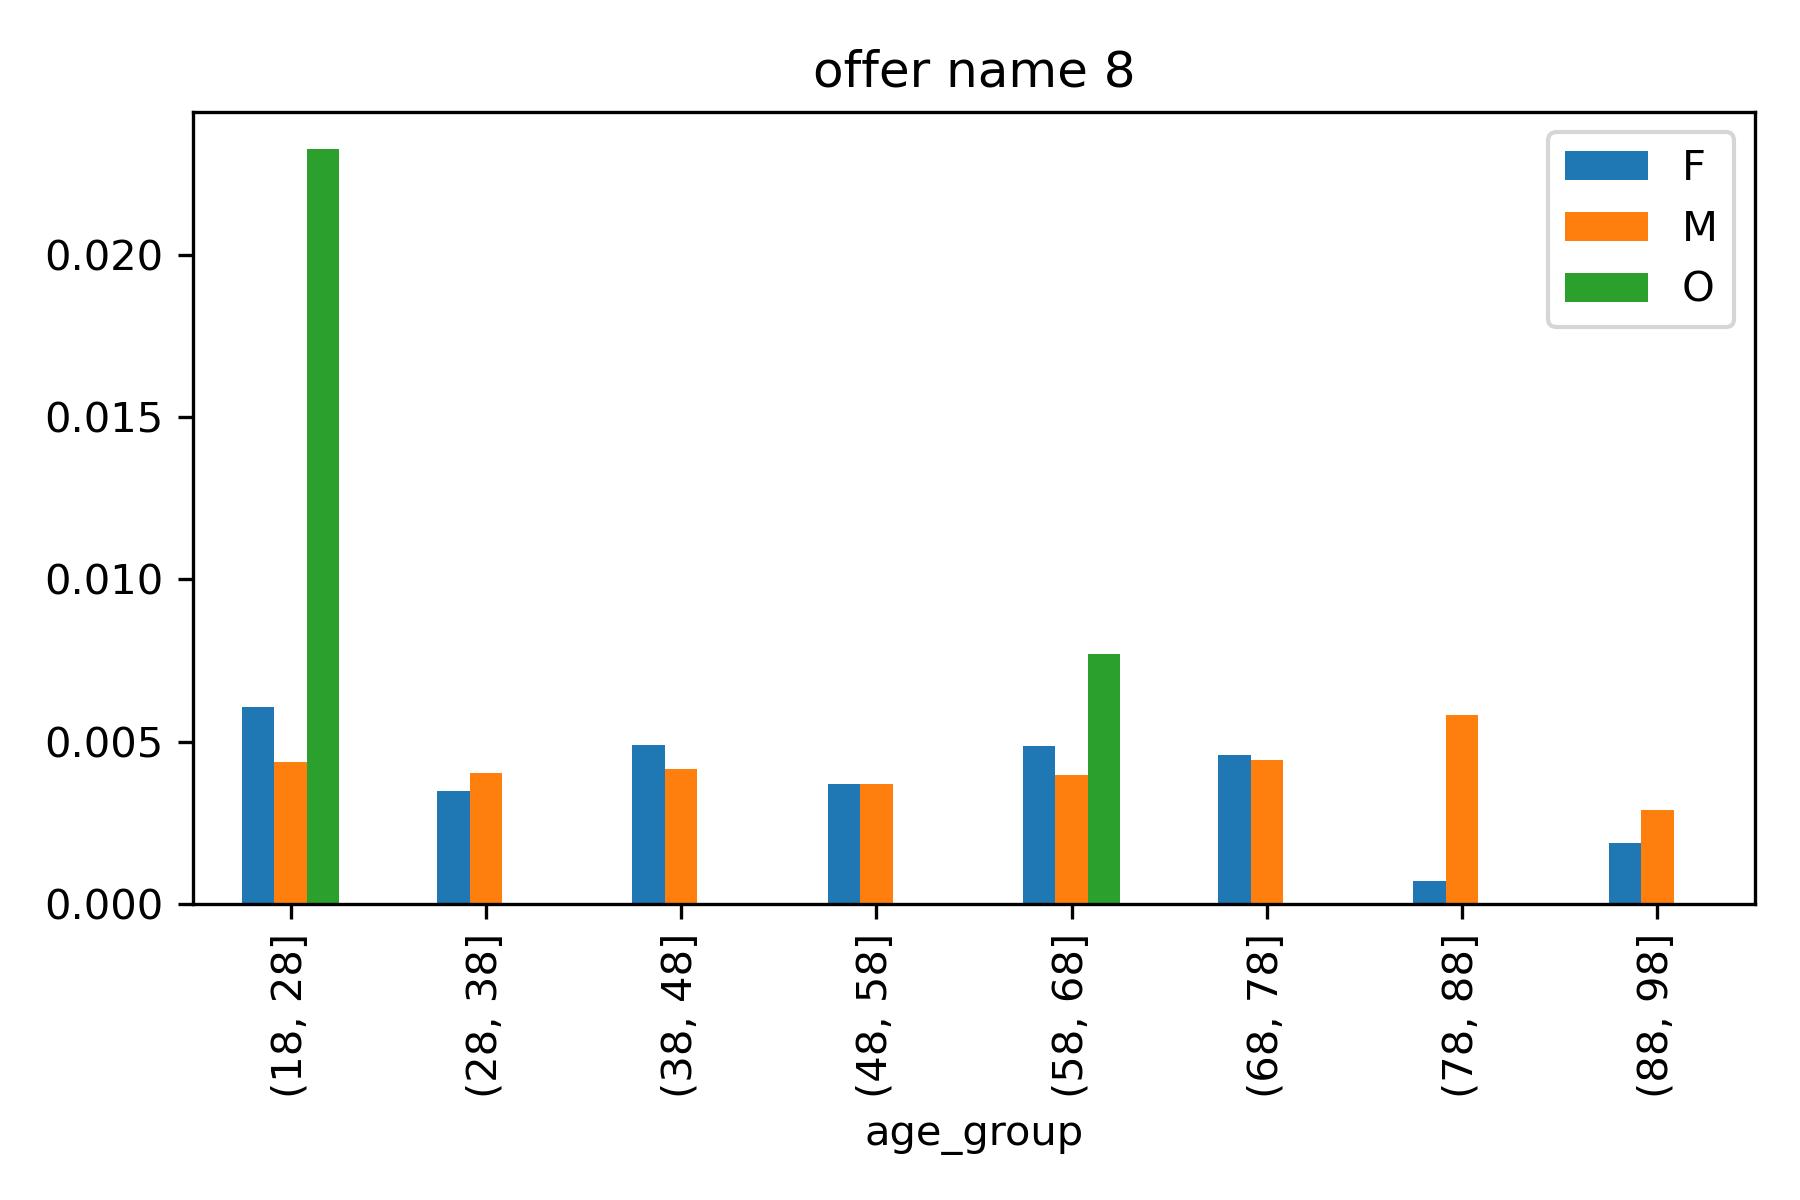 offer name 8
F
M
O
0.020
0.015
0.010
0.005
0.000
(18, 28]
(28, 38]
(38, 48]
(48, 58]
(58, 68]
(68, 78]
(78, 88]
(88, 98]
age_group